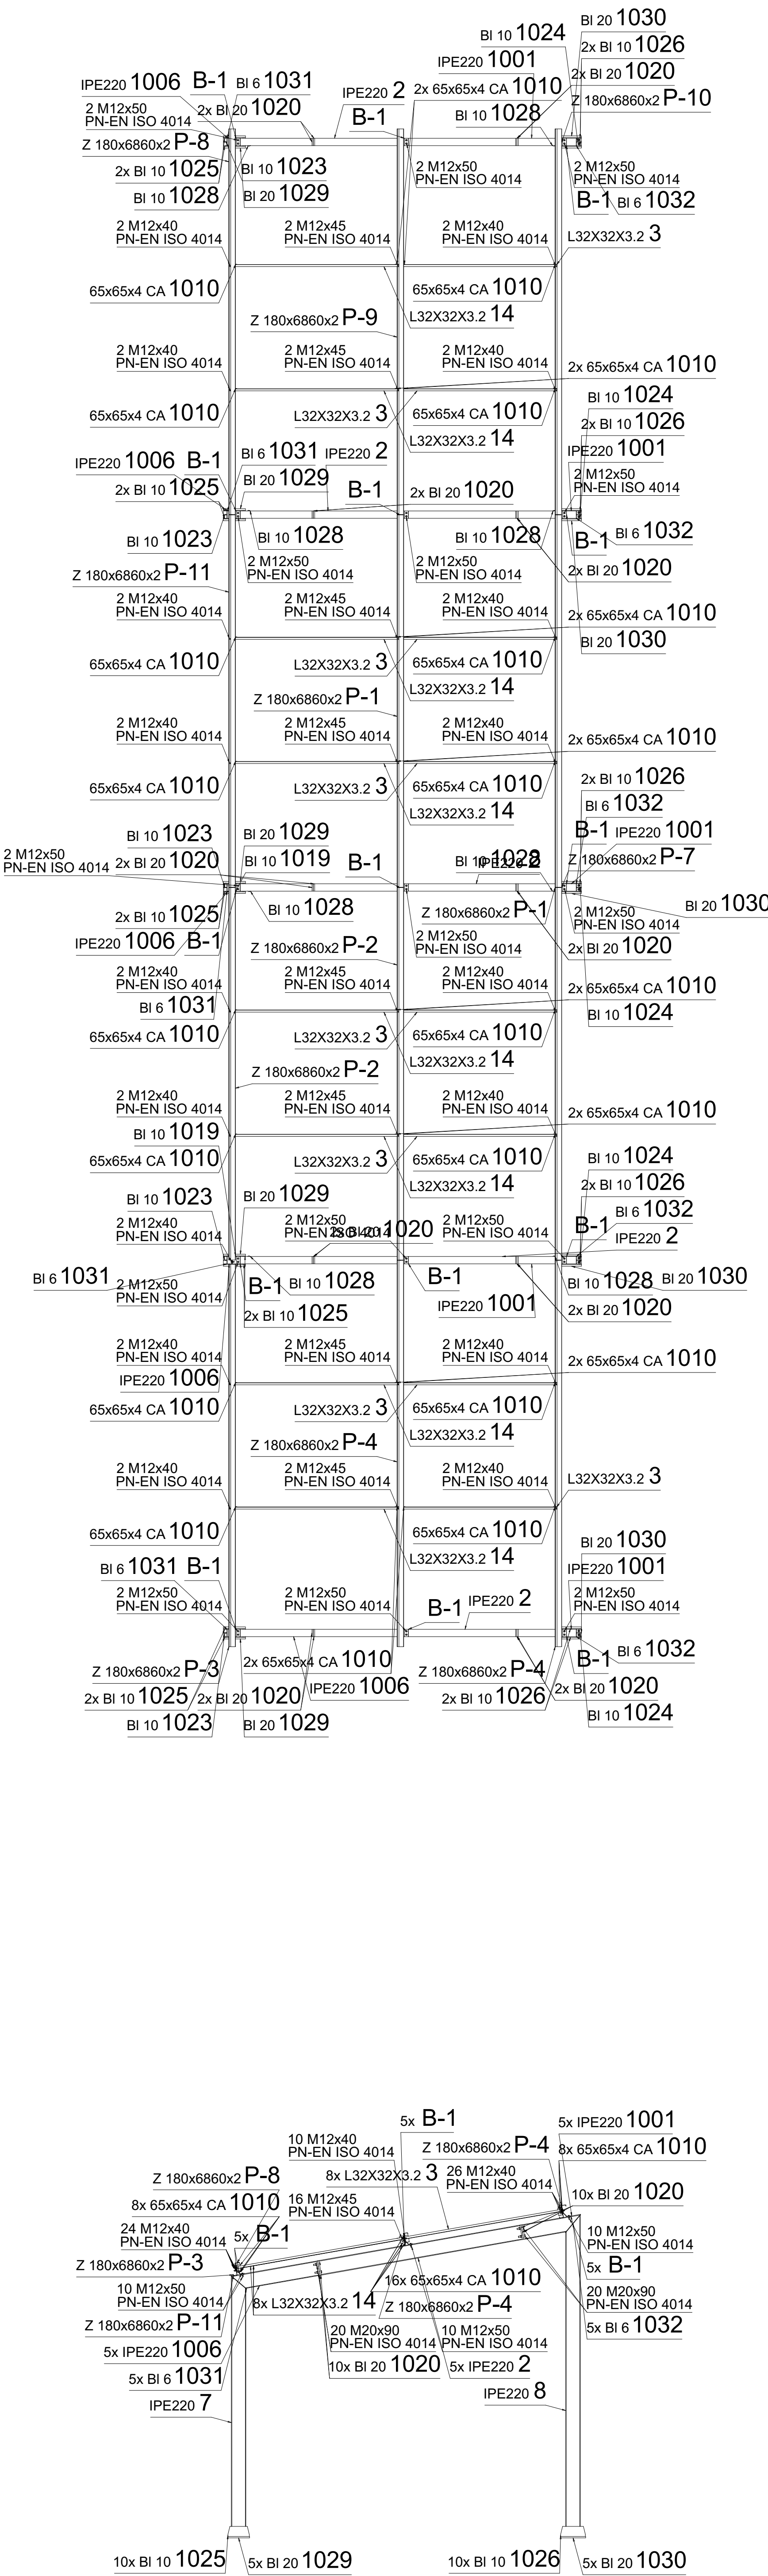 Bl 20 1030
Bl 10 1024
2x Bl 10 1026
IPE220 1001
2x Bl 20 1020
IPE220 1006
B-1
Bl 6 1031
IPE220 2
2x 65x65x4 CA 1010
Z 180x6860x2 P-10
2 M12x50
PN-EN ISO 4014
2x Bl 20 1020
B-1
Bl 10 1028
Z 180x6860x2 P-8
2x Bl 10 1025
Bl 10 1023
2 M12x50
PN-EN ISO 4014
2 M12x50
PN-EN ISO 4014
Bl 10 1028
Bl 20 1029
B-1
Bl 6 1032
2 M12x40
PN-EN ISO 4014
2 M12x45
PN-EN ISO 4014
2 M12x40
PN-EN ISO 4014
L32X32X3.2 3
65x65x4 CA 1010
65x65x4 CA 1010
Z 180x6860x2 P-9
L32X32X3.2 14
2 M12x40
PN-EN ISO 4014
2 M12x45
PN-EN ISO 4014
2 M12x40
PN-EN ISO 4014
2x 65x65x4 CA 1010
65x65x4 CA 1010
L32X32X3.2 3
65x65x4 CA 1010
Bl 10 1024
2x Bl 10 1026
L32X32X3.2 14
IPE220 1006
B-1
Bl 6 1031
IPE220 2
IPE220 1001
2x Bl 10 1025
Bl 20 1029
B-1
2x Bl 20 1020
2 M12x50
PN-EN ISO 4014
Bl 10 1023
Bl 10 1028
Bl 10 1028
B-1
Bl 6 1032
2 M12x50
PN-EN ISO 4014
2 M12x50
PN-EN ISO 4014
2x Bl 20 1020
Z 180x6860x2 P-11
2 M12x40
PN-EN ISO 4014
2 M12x45
PN-EN ISO 4014
2 M12x40
PN-EN ISO 4014
2x 65x65x4 CA 1010
Bl 20 1030
65x65x4 CA 1010
L32X32X3.2 3
65x65x4 CA 1010
Z 180x6860x2 P-1
L32X32X3.2 14
2 M12x40
PN-EN ISO 4014
2 M12x45
PN-EN ISO 4014
2 M12x40
PN-EN ISO 4014
2x 65x65x4 CA 1010
65x65x4 CA 1010
L32X32X3.2 3
65x65x4 CA 1010
2x Bl 10 1026
L32X32X3.2 14
Bl 6 1032
Bl 10 1023
Bl 20 1029
B-1
IPE220 1001
2 M12x50
PN-EN ISO 4014
2x Bl 20 1020
Bl 10 1019
B-1
Bl 10 1028
IPE220 2
Z 180x6860x2 P-7
2x Bl 10 1025
Bl 10 1028
Z 180x6860x2 P-1
2 M12x50
PN-EN ISO 4014
Bl 20 1030
IPE220 1006
B-1
Z 180x6860x2 P-2
2 M12x50
PN-EN ISO 4014
2x Bl 20 1020
2 M12x40
PN-EN ISO 4014
2 M12x45
PN-EN ISO 4014
2 M12x40
PN-EN ISO 4014
2x 65x65x4 CA 1010
Bl 6 1031
Bl 10 1024
65x65x4 CA 1010
L32X32X3.2 3
65x65x4 CA 1010
Z 180x6860x2 P-2
L32X32X3.2 14
2 M12x40
PN-EN ISO 4014
2 M12x45
PN-EN ISO 4014
2 M12x40
PN-EN ISO 4014
2x 65x65x4 CA 1010
Bl 10 1019
65x65x4 CA 1010
L32X32X3.2 3
65x65x4 CA 1010
Bl 10 1024
Bl 10 1023
Bl 20 1029
L32X32X3.2 14
2x Bl 10 1026
Bl 6 1032
2 M12x40
PN-EN ISO 4014
2 M12x50
PN-EN ISO 4014
2x Bl 20 1020
2 M12x50
PN-EN ISO 4014
B-1
IPE220 2
Bl 6 1031
2 M12x50
PN-EN ISO 4014
B-1
Bl 10 1028
B-1
Bl 10 1028
Bl 20 1030
2x Bl 10 1025
IPE220 1001
2x Bl 20 1020
2 M12x40
PN-EN ISO 4014
2 M12x45
PN-EN ISO 4014
2 M12x40
PN-EN ISO 4014
2x 65x65x4 CA 1010
IPE220 1006
65x65x4 CA 1010
L32X32X3.2 3
65x65x4 CA 1010
Z 180x6860x2 P-4
L32X32X3.2 14
2 M12x40
PN-EN ISO 4014
2 M12x45
PN-EN ISO 4014
2 M12x40
PN-EN ISO 4014
L32X32X3.2 3
65x65x4 CA 1010
65x65x4 CA 1010
Bl 20 1030
L32X32X3.2 14
Bl 6 1031
B-1
IPE220 1001
2 M12x50
PN-EN ISO 4014
2 M12x50
PN-EN ISO 4014
B-1
IPE220 2
2 M12x50
PN-EN ISO 4014
Z 180x6860x2 P-3
2x 65x65x4 CA 1010
Z 180x6860x2 P-4
B-1
Bl 6 1032
2x Bl 10 1025
2x Bl 20 1020
IPE220 1006
2x Bl 10 1026
2x Bl 20 1020
Bl 10 1023
Bl 20 1029
Bl 10 1024
5x B-1
5x IPE220 1001
10 M12x40
PN-EN ISO 4014
Z 180x6860x2 P-4
8x 65x65x4 CA 1010
Z 180x6860x2 P-8
8x L32X32X3.2 3
26 M12x40
PN-EN ISO 4014
8x 65x65x4 CA 1010
16 M12x45
PN-EN ISO 4014
10x Bl 20 1020
24 M12x40
PN-EN ISO 4014
5x B-1
10 M12x50
PN-EN ISO 4014
Z 180x6860x2 P-3
5x B-1
10 M12x50
PN-EN ISO 4014
8x L32X32X3.2 14
16x 65x65x4 CA 1010
20 M20x90
PN-EN ISO 4014
Z 180x6860x2 P-11
Z 180x6860x2 P-4
5x Bl 6 1032
5x IPE220 1006
20 M20x90
PN-EN ISO 4014
10 M12x50
PN-EN ISO 4014
5x Bl 6 1031
10x Bl 20 1020
5x IPE220 2
IPE220 7
IPE220 8
10x Bl 10 1025
5x Bl 20 1029
10x Bl 10 1026
5x Bl 20 1030